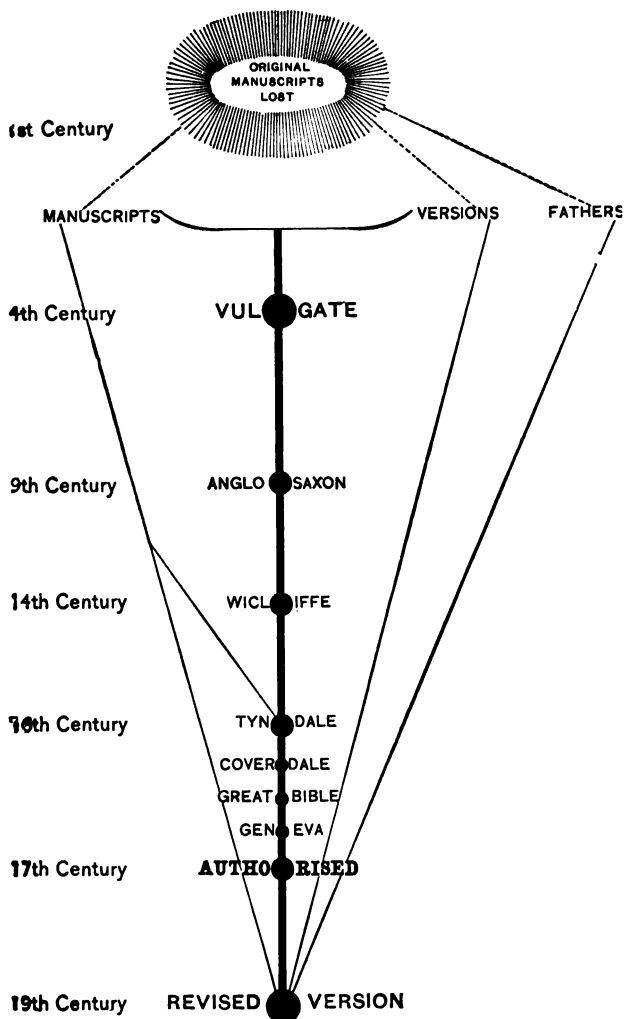 ORIGINAL
MANUSCRIPTS
LOST
1st Century
MANUSCRIPTS VERSIONS FATHERS
4th Century VULGATE
9th Century ANGLO SAXON
14th Century WICLIFFE
16th Century TYNDALE
COVERDALE
GREAT BIBLE
GENEVA
17th Century AUTHORISED
19th Century REVISED VERSION